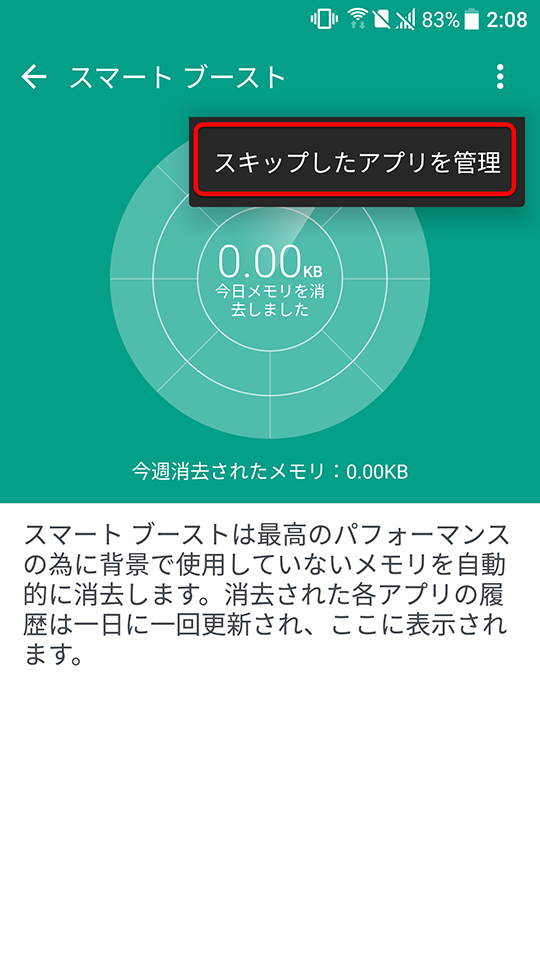 83% 2:08
スマート ブースト
スキップしたアプリを管理
0.00KB
今日メモリを消
去しました
今週消去されたメモリ：0.00KB
スマート ブーストは最高のパフォーマンス
の為に背景で使用していないメモリを自動
的に消去します。消去された各アプリの履
歴は一日に一回更新され、ここに表示され
ます。